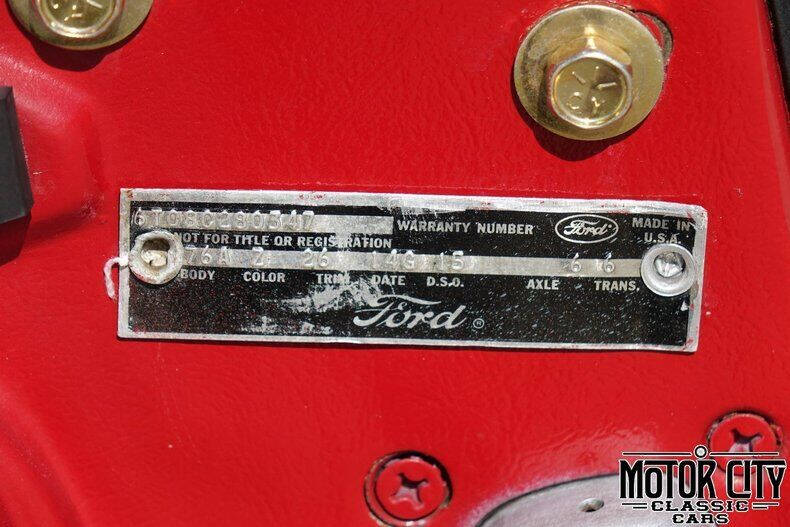 6T08C280347 WARRANTY NUMBER Ford MADE IN U.S.A.
NOT FOR TITLE OR REGISTRATION
76A Z 26 14G 15 6 6
BODY COLOR TRIM DATE D.S.O. AXLE TRANS.
Ford ®
MOTOR CITY
CLASSIC
CARS